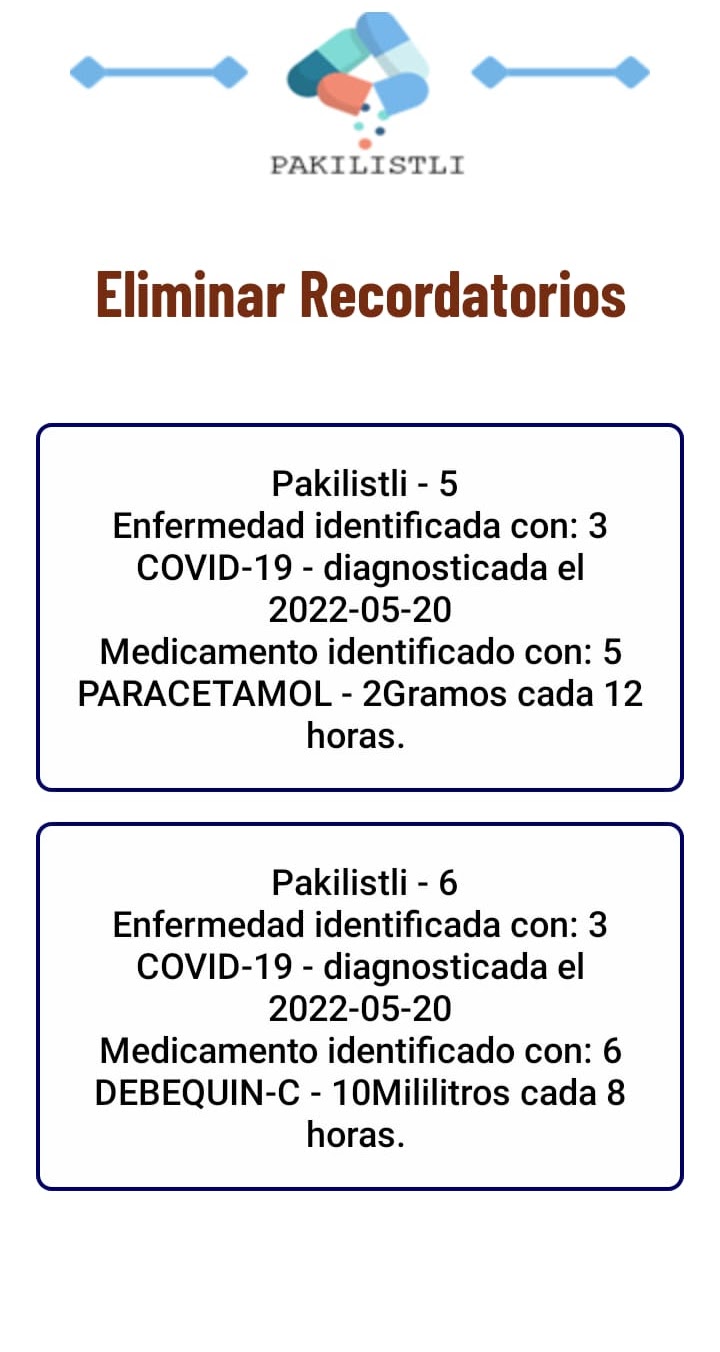 PAKILISTLI
Eliminar Recordatorios
Pakilistli - 5
Enfermedad identificada con: 3
COVID-19 - diagnosticada el
2022-05-20
Medicamento identificado con: 5
PARACETAMOL - 2Gramos cada 12
horas.
Pakilistli - 6
Enfermedad identificada con: 3
COVID-19 - diagnosticada el
2022-05-20
Medicamento identificado con: 6
DEBEQUIN-C - 10Mililitros cada 8
horas.